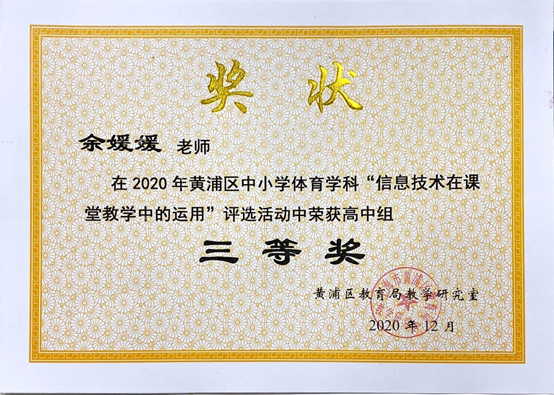 奖状
余媛媛 老师
在2020年黄浦区中小学体育学科“信息技术在课
堂教学中的运用”评选活动中荣获高中组
三等奖
黄浦区教育局教学研究室
2020年12月